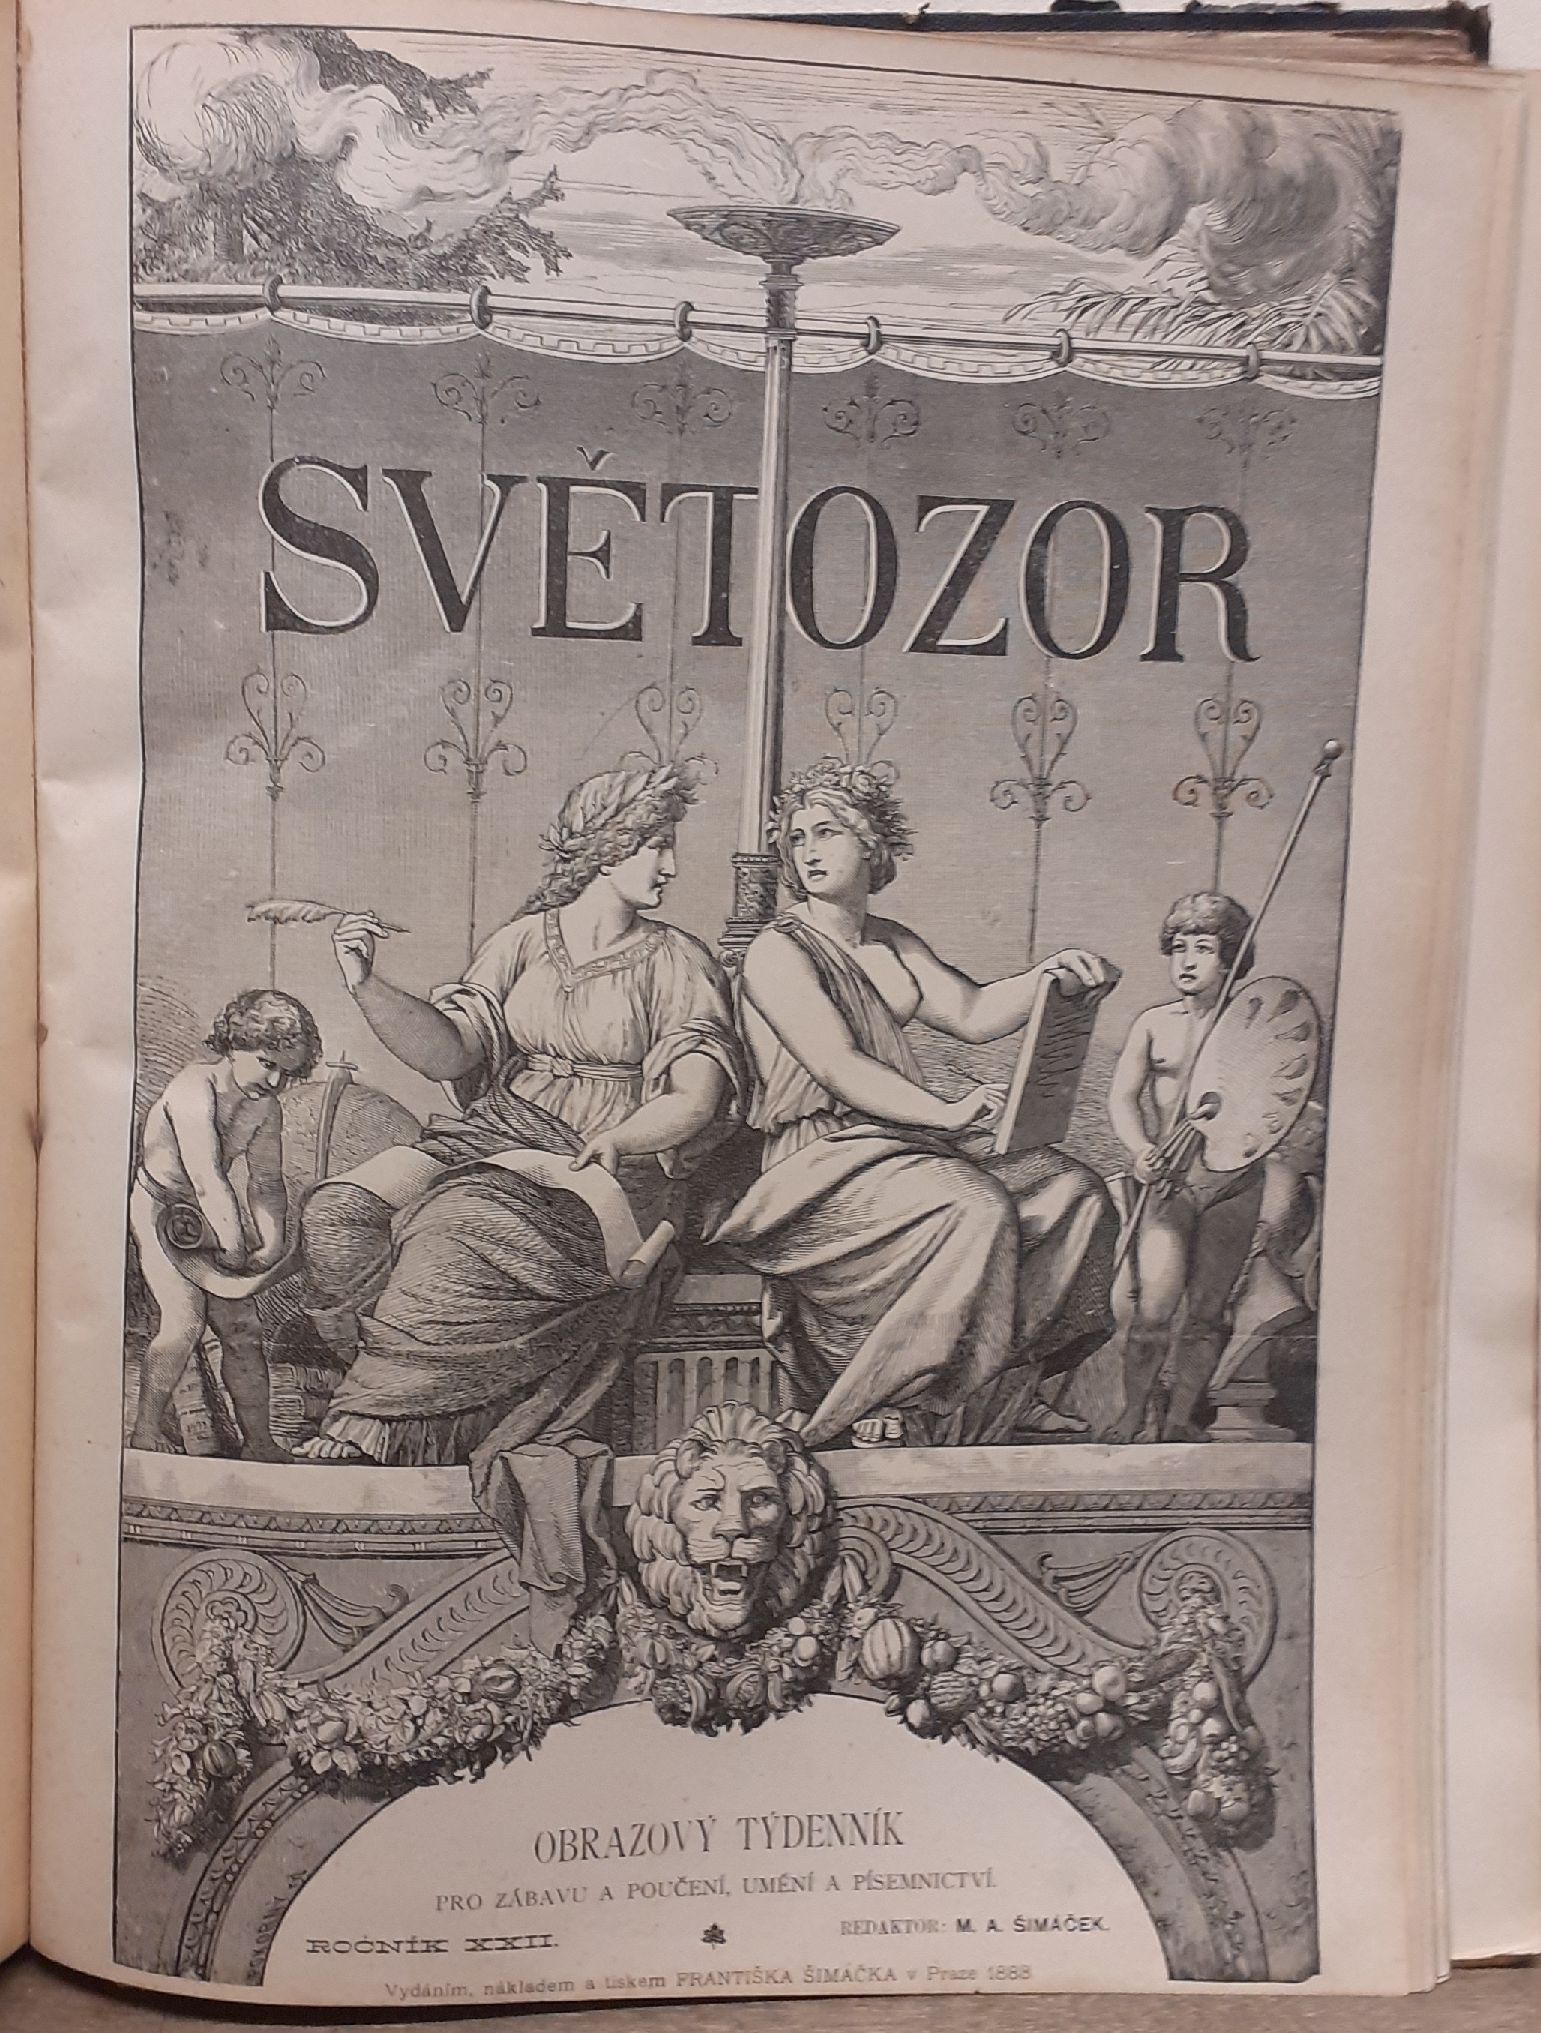 SVĚTOZOR
OBRAZOVÝ TÝDENNÍK
PRO ZÁBAVU A POUČENÍ, UMĚNÍ A PÍSEMNICTVÍ.
REDAKTOR: M. A. ŠIMÁČEK.
ROČNÍK XXII.
Vydáním, nákladem a tiskem FRANTIŠKA ŠIMÁČKA v Praze 1888